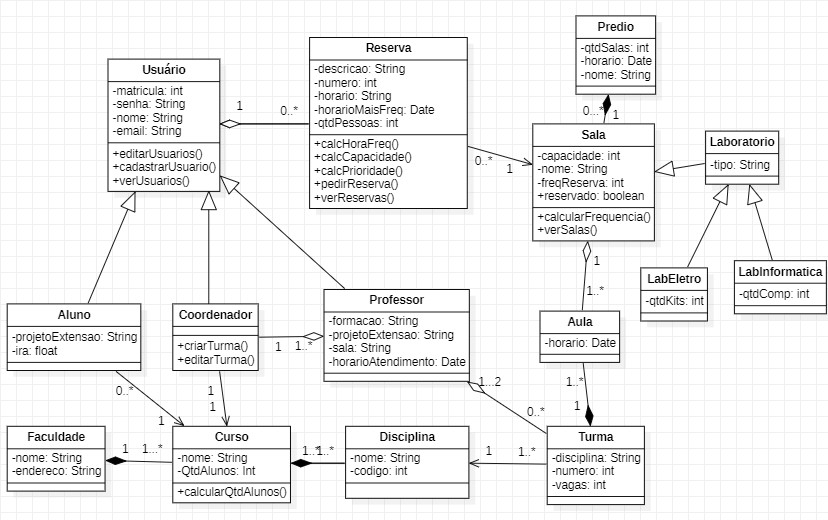 Predio
-qtdSalas: int
-horario: Date
-nome: String
Reserva
-descricao: String
-numero: int
-horario: String
-horarioMaisFreq: Date
-qtdPessoas: int
+calcHoraFreq()
+calcCapacidade()
+calcPrioridade()
+pedirReserva()
+verReservas()
Usuário
-matricula: int
-senha: String
-nome: String
-email: String
+editarUsuarios()
+cadastrarUsuario()
+verUsuarios()
1
0..*
0...*
1
Sala
-capacidade: int
-nome: String
-freqReserva: int
+reservado: boolean
+calcularFrequencia()
+verSalas()
0..*
1
Laboratorio
-tipo: String
LabEletro
-qtdKits: int
LabInformatica
-qtdComp: int
1
1..*
Aluno
-projetoExtensao: String
-ira: float
Coordenador
+criarTurma()
+editarTurma()
1
1..*
Professor
-formacao: String
-projetoExtensao: String
-sala: String
-horarioAtendimento: Date
Aula
-horario: Date
1...2
0..*
1..*
1
0..*
1
1
1
Faculdade
-nome: String
-endereco: String
1
1...*
Curso
-nome: String
-QtdAlunos: Int
+calcularQtdAlunos()
1..*
1..*
Disciplina
-nome: String
-codigo: int
1
1..*
Turma
-disciplina: String
-numero: int
-vagas: int